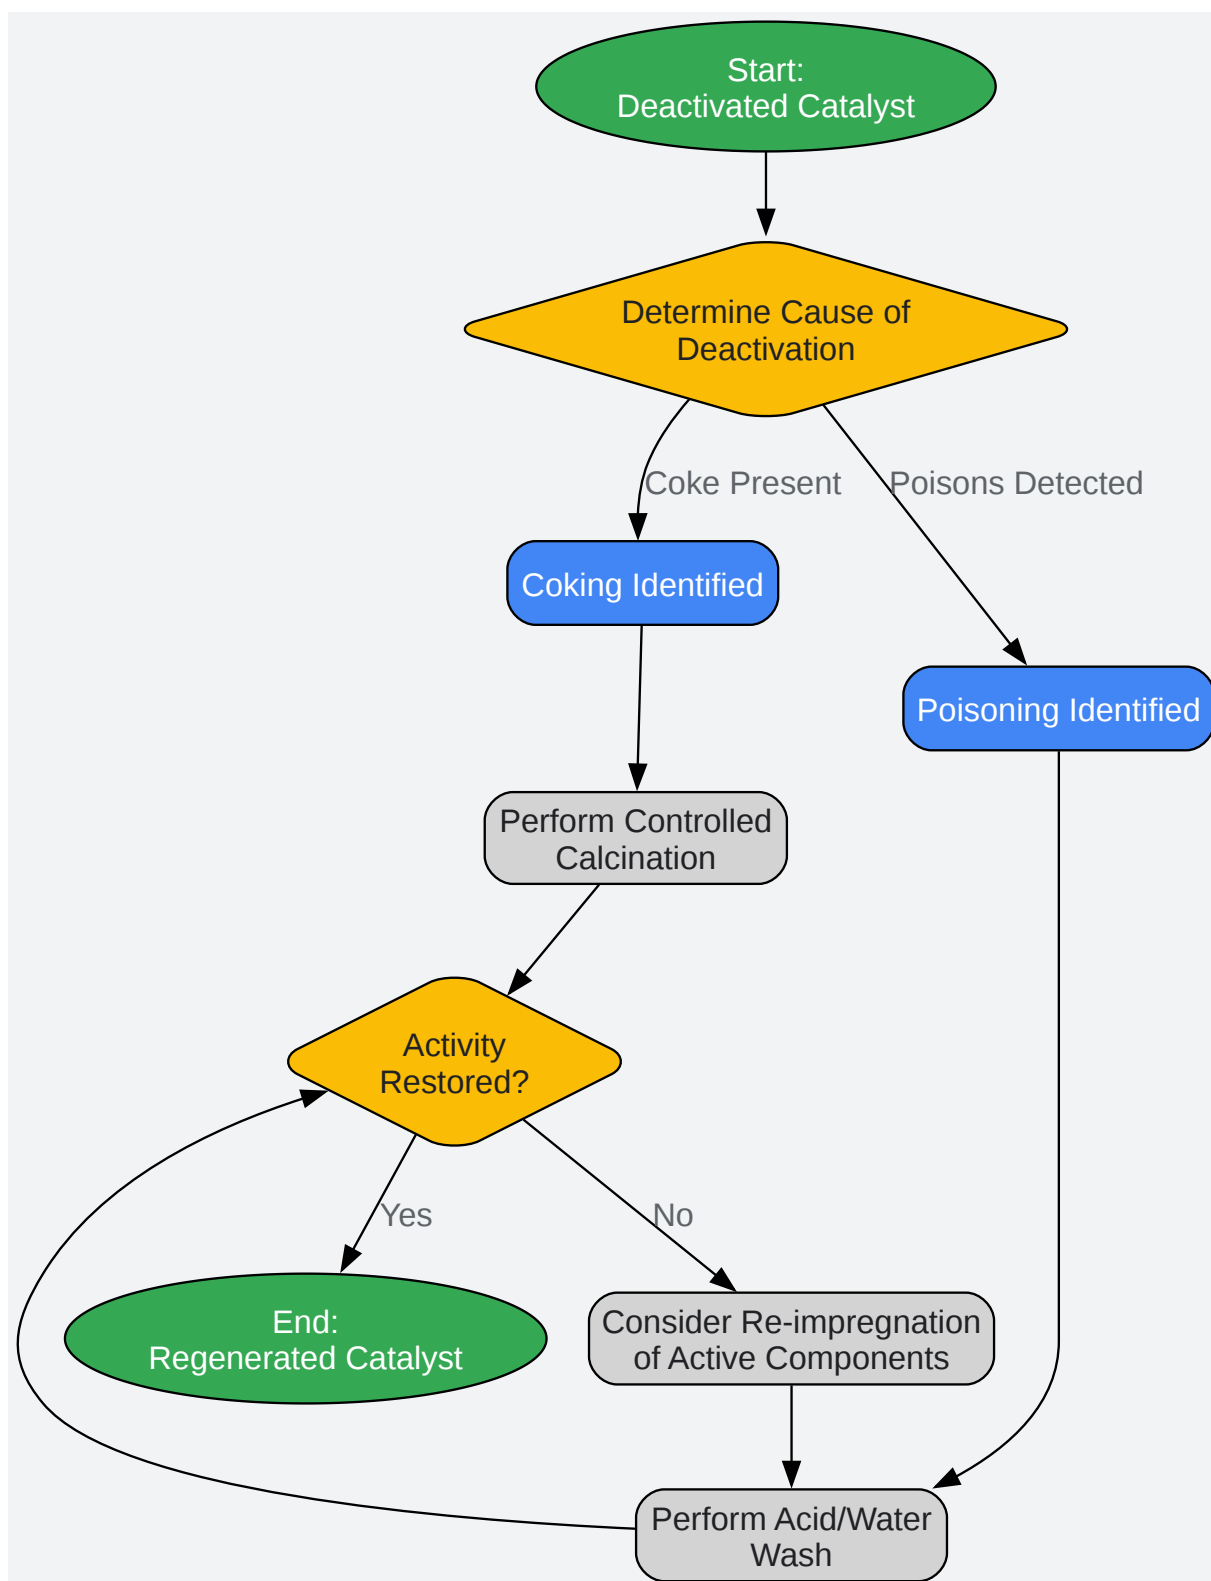 Start:
Deactivated Catalyst
Determine Cause of
Deactivation
Coke Present
Poisons Detected
Coking Identified
Poisoning Identified
Perform Controlled
Calcination
Activity
Restored?
Yes
No
End:
Regenerated Catalyst
Consider Re-impregnation
of Active Components
Perform Acid/Water
Wash